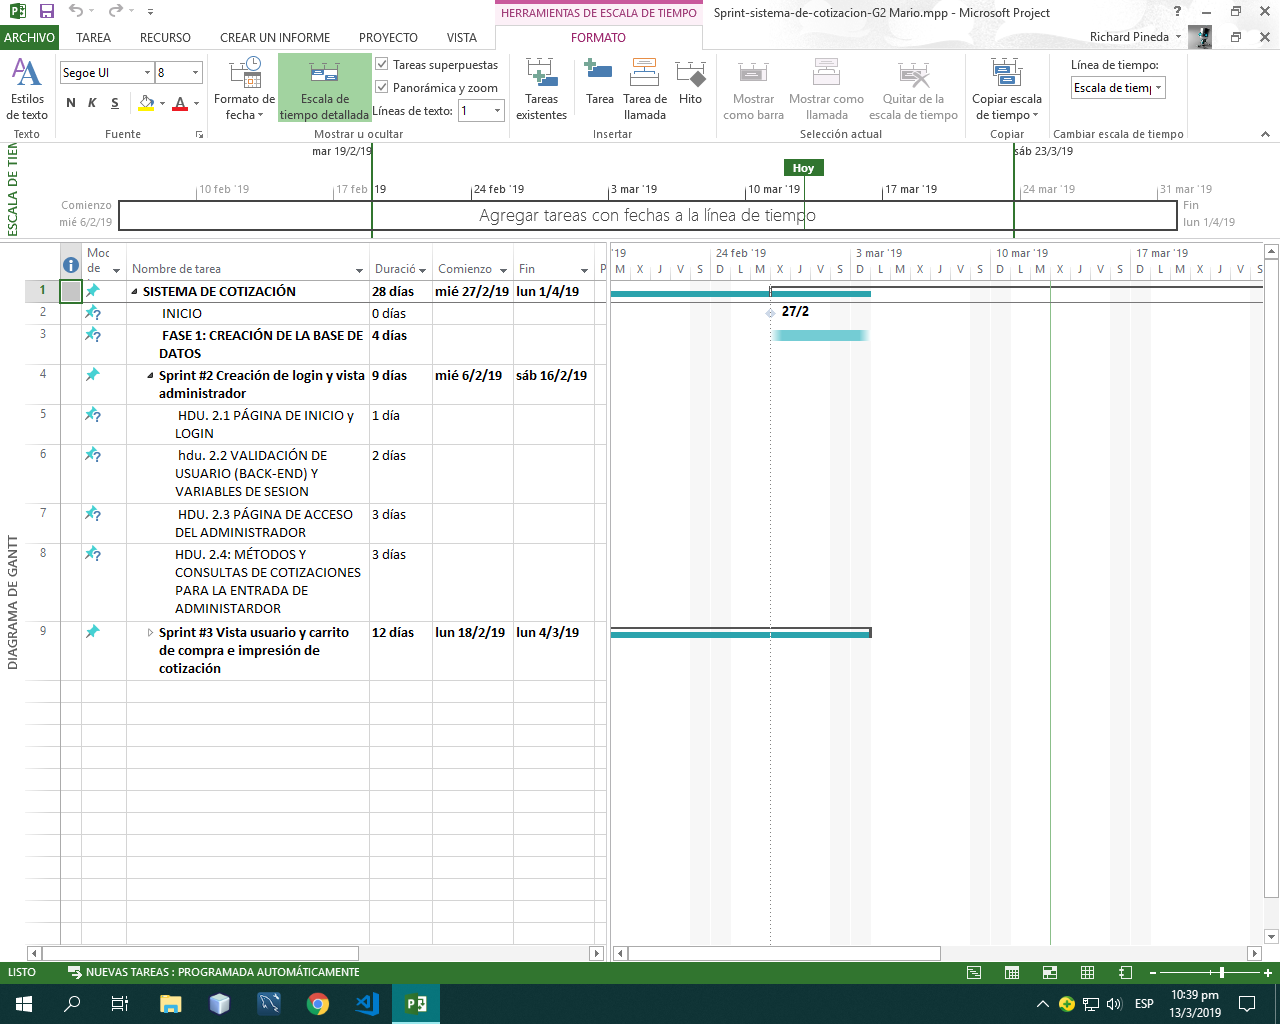 HERRAMIENTAS DE ESCALA DE TIEMPO
Sprint-sistema-de-cotizacion-G2 Mario.mpp - Microsoft Project
ARCHIVO TAREA RECURSO CREAR UN INFORME PROYECTO VISTA FORMATO Richard Pineda
Estilos de texto
Texto
Segoe UI 8
N K S A
Fuente
Formato de fecha
Escala de tiempo detallada
Tareas superpuestas
Panorámica y zoom
Líneas de texto: 1
Mostrar u ocultar
Tareas existentes
Tarea
Tarea de llamada
Hito
Insertar
Mostrar como barra
Mostrar como llamada
Quitar de la escala de tiempo
Selección actual
Copiar escala de tiempo
Copiar
Línea de tiempo:
Escala de tiemp
Cambiar escala de tiempo
ESCALA DE TIEM
mar 19/2/19 sáb 23/3/19
Hoy
10 feb '19 17 feb '19 24 feb '19 3 mar '19 10 mar '19 17 mar '19 24 mar '19 31 mar '19
Comienzo
mié 6/2/19
Agregar tareas con fechas a la línea de tiempo
Fin
lun 1/4/19
DIAGRAMA DE GANTT
Moc de Nombre de tarea Duració Comienzo Fin P
'19 24 feb '19 3 mar '19 10 mar '19 17 mar '19
M X J V S D L M X J V S D L M X J V S D L M X J V S D L M X J V S
1 SISTEMA DE COTIZACIÓN 28 días mié 27/2/19 lun 1/4/19
2 INICIO 0 días
27/2
3 FASE 1: CREACIÓN DE LA BASE DE 4 días
DATOS
4 Sprint #2 Creación de login y vista 9 días mié 6/2/19 sáb 16/2/19
administrador
5 HDU. 2.1 PÁGINA DE INICIO y 1 día
LOGIN
6 hdu. 2.2 VALIDACIÓN DE 2 días
USUARIO (BACK-END) Y
VARIABLES DE SESION
7 HDU. 2.3 PÁGINA DE ACCESO 3 días
DEL ADMINISTRADOR
8 HDU. 2.4: MÉTODOS Y 3 días
CONSULTAS DE COTIZACIONES
PARA LA ENTRADA DE
ADMINISTARDOR
9 Sprint #3 Vista usuario y carrito 12 días lun 18/2/19 lun 4/3/19
de compra e impresión de
cotización
LISTO NUEVAS TAREAS : PROGRAMADA AUTOMÁTICAMENTE
ESP
10:39 pm
13/3/2019